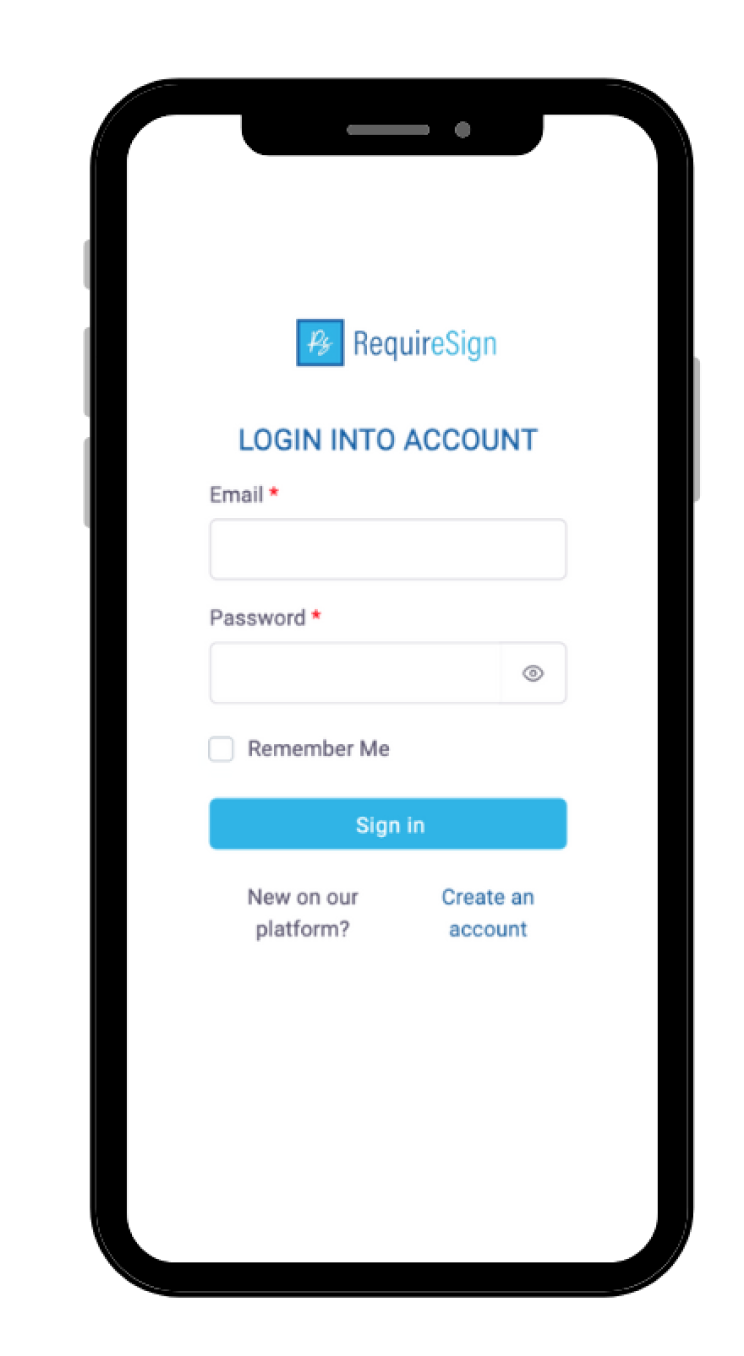 Rs RequireSign
LOGIN INTO ACCOUNT
Email *
Password *
Remember Me
Sign in
New on our
platform?
Create an
account